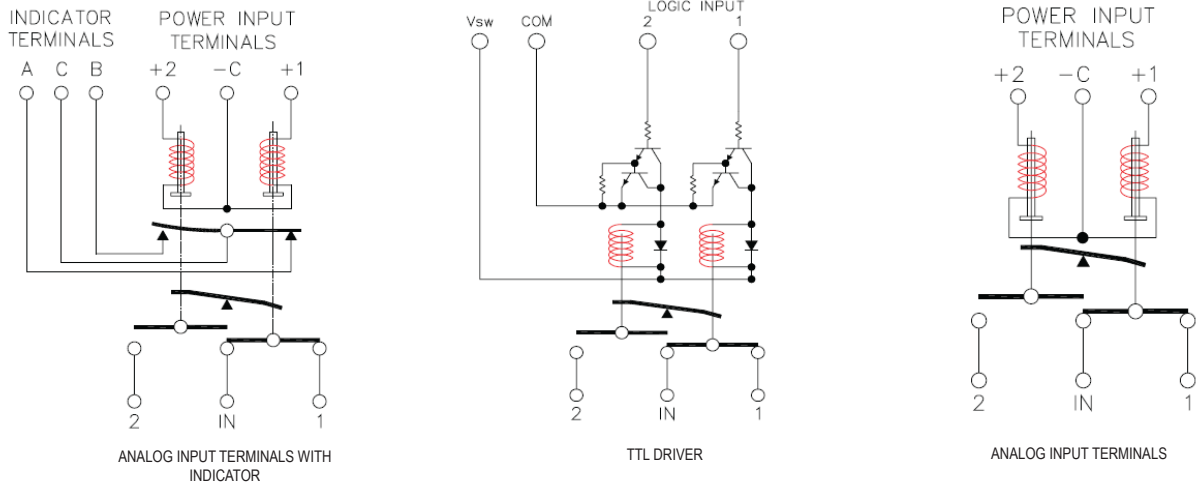 INDICATOR
TERMINALS
A C B
POWER INPUT
TERMINALS
+2 -C +1
2 IN 1
ANALOG INPUT TERMINALS WITH
INDICATOR
LOGIC INPUT
Vsw COM 2 1
2 IN 1
TTL DRIVER
POWER INPUT
TERMINALS
+2 -C +1
2 IN 1
ANALOG INPUT TERMINALS